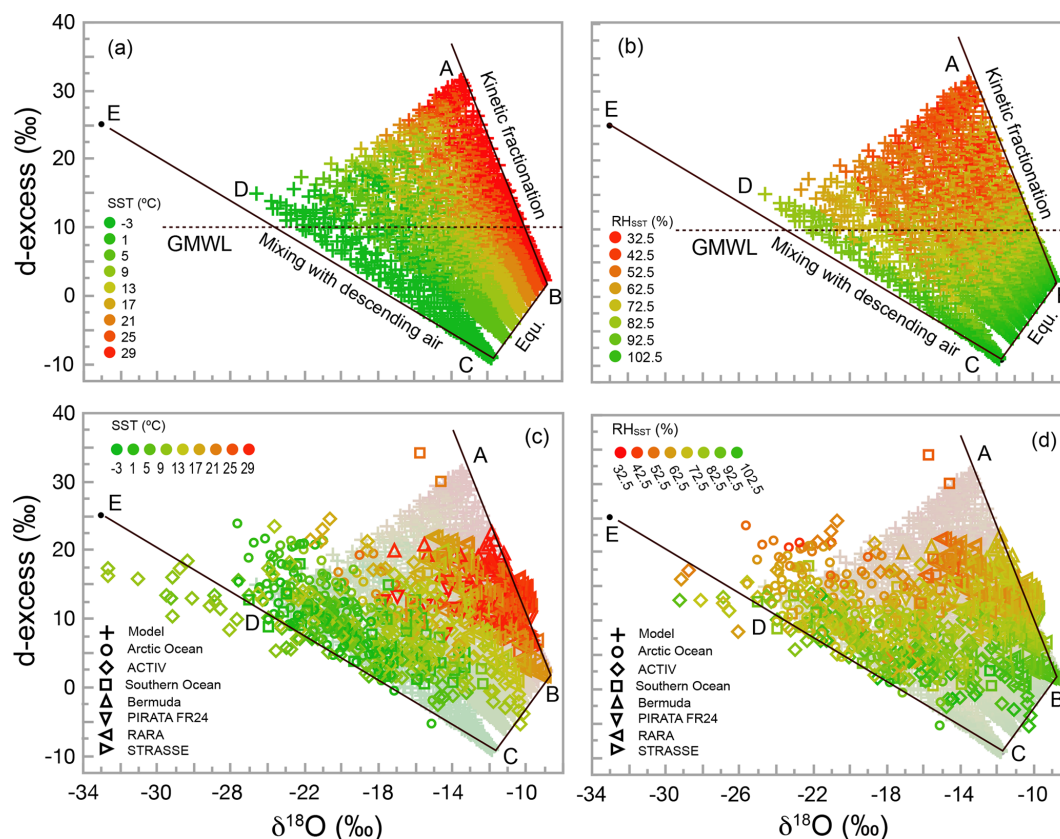 (a)
40
30
20
10
0
-10
d-excess (‰)
E
A
D
B
C
SST (ºC)
-3
1
5
9
13
17
21
25
29
GMWL
Kinetic fractionation
Mixing with descending air
Equ.
(b)
E
A
D
C
RHSST (%)
32.5
42.5
52.5
62.5
72.5
82.5
92.5
102.5
GMWL
Kinetic fractionation
Mixing with descending air
Equ.
(c)
40
30
20
10
0
-10
d-excess (‰)
SST (ºC)
-3 1 5 9 13 17 21 25 29
E
A
D
B
C
Model
Arctic Ocean
ACTIV
Southern Ocean
Bermuda
PIRATA FR24
RARA
STRASSE
-34 -30 -26 -22 -18 -14 -10
δ18O (‰)
(d)
RHSST (%)
32.5 42.5 52.5 62.5 72.5 82.5 92.5 102.5
E
A
D
B
C
Model
Arctic Ocean
ACTIV
Southern Ocean
Bermuda
PIRATA FR24
RARA
STRASSE
-34 -30 -26 -22 -18 -14 -10
δ18O (‰)